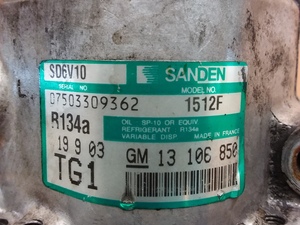 SD6V10 SANDEN
SERIAL NO. MODEL NO.
07503309362 1512F
R134a OIL SP-10 OR EQUIV.
REFRIGERANT R134a
VARIABLE DISP. MADE IN FRANCE
19 9 03
TG1 GM 13 106 850